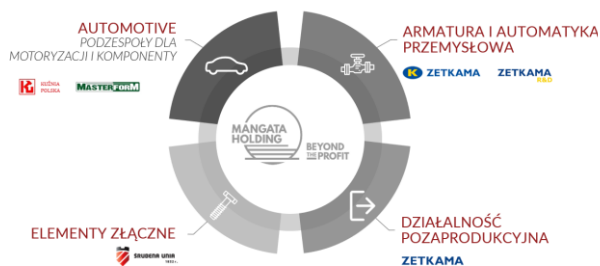 AUTOMOTIVE
PODZESPOŁY DLA
MOTORYZACJI I KOMPONENTY
KUŹNIA
POLSKA
MASTERFORM
ARMATURA I AUTOMATYKA
PRZEMYSŁOWA
K ZETKAMA
ZETKAMA
R&D
MANGATA
HOLDING
BEYOND
THE PROFIT
ELEMENTY ZŁĄCZNE
ŚRUBENA UNIA
DZIAŁALNOŚĆ
POZAPRODUKCYJNA
ZETKAMA